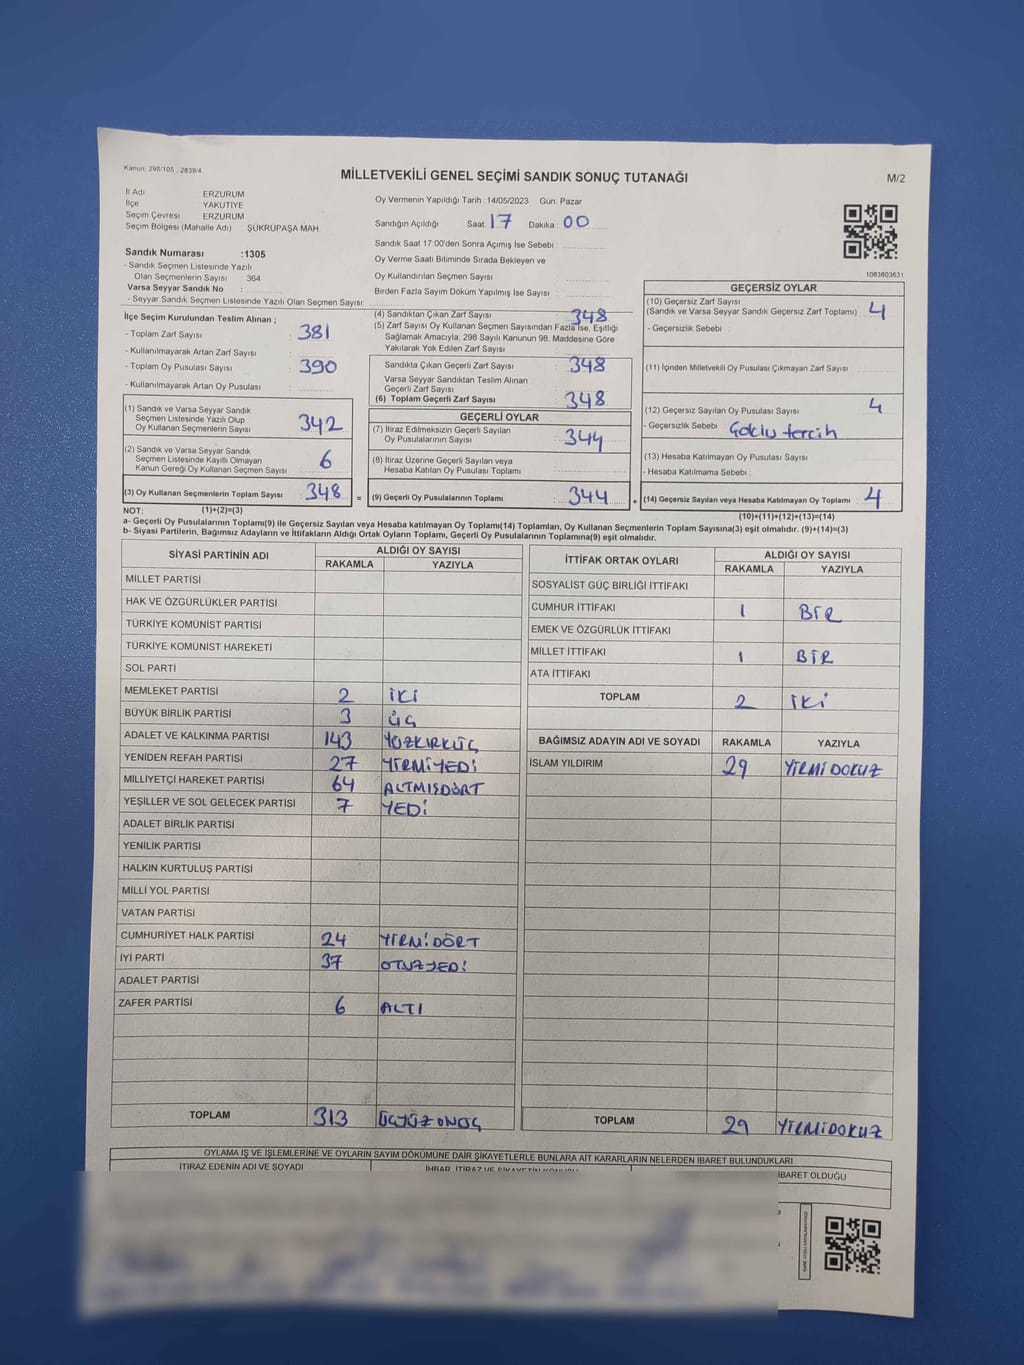 Kanun: 298/105 , 2839/4
MİLLETVEKİLİ GENEL SEÇİMİ SANDIK SONUÇ TUTANAĞI
M/2
İl Adı ERZURUM
İlçe YAKUTİYE
Seçim Çevresi ERZURUM
Seçim Bölgesi (Mahalle Adı) : ŞÜKRÜPAŞA MAH.
Sandık Numarası :1305
- Sandık Seçmen Listesinde Yazılı
Olan Seçmenlerin Sayısı : 364
Varsa Seyyar Sandık No :
- Seyyar Sandık Seçmen Listesinde Yazılı Olan Seçmen Sayısı:
Oy Vermenin Yapıldığı Tarih :14/05/2023 Gün: Pazar
Sandığın Açıldığı Saat: 17 Dakika: 00
Sandık Saat 17.00'den Sonra Açımış İse Sebebi :
Oy Verme Saati Bitiminde Sırada Bekleyen ve
Oy Kullandırılan Seçmen Sayısı
Birden Fazla Sayım Döküm Yapılmış İse Sayısı :
1083803631
İlçe Seçim Kurulundan Teslim Alınan ;
- Toplam Zarf Sayısı : 381
- Kullanılmayarak Artan Zarf Sayısı :
- Toplam Oy Pusulası Sayısı : 390
- Kullanılmayarak Artan Oy Pusulası :
(1) Sandık ve Varsa Seyyar Sandık
Seçmen Listesinde Yazılı Olup
Oy Kullanan Seçmenlerin Sayısı : 342
(2) Sandık ve Varsa Seyyar Sandık
Seçmen Listesinde Kayıtlı Olmayan
Kanun Gereği Oy Kullanan Seçmen Sayısı : 6
(3) Oy Kullanan Seçmenlerin Toplam Sayısı : 348 =
(4) Sandıktan Çıkan Zarf Sayısı : 348
(5) Zarf Sayısı Oy Kullanan Seçmen Sayısından Fazla İse, Eşitliği
Sağlamak Amacıyla, 298 Sayılı Kanunun 98. Maddesine Göre
Yakılarak Yok Edilen Zarf Sayısı :
Sandıkta Çıkan Geçerli Zarf Sayısı : 348
Varsa Seyyar Sandıktan Teslim Alınan
Geçerli Zarf Sayısı :
(6) Toplam Geçerli Zarf Sayısı : 348
GEÇERLİ OYLAR
(7) İtiraz Edilmeksizin Geçerli Sayılan
Oy Pusulalarının Sayısı : 344
(8) İtiraz Üzerine Geçerli Sayılan veya
Hesaba Katılan Oy Pusulası Toplamı :
(9) Geçerli Oy Pusulalarının Toplamı : 344 +
GEÇERSİZ OYLAR
(10) Geçersiz Zarf Sayısı
(Sandık ve Varsa Seyyar Sandık Geçersiz Zarf Toplamı) : 4
- Geçersizlik Sebebi :
(11) İçinden Milletvekili Oy Pusulası Çıkmayan Zarf Sayısı :
(12) Geçersiz Sayılan Oy Pusulası Sayısı : 4
- Geçersizlik Sebebi : Çoklu tercih
(13) Hesaba Katılmayan Oy Pusulası Sayısı
- Hesaba Katılmama Sebebi :
(14) Geçersiz Sayılan veya Hesaba Katılmayan Oy Toplamı : 4
NOT: (1)+(2)=(3)
(10)+(11)+(12)+(13)=(14)
a- Geçerli Oy Pusulalarının Toplamı(9) ile Geçersiz Sayılan veya Hesaba katılmayan Oy Toplamı(14) Toplamları, Oy Kullanan Seçmenlerin Toplam Sayısına(3) eşit olmalıdır. (9)+(14)=(3)
b- Siyasi Partilerin, Bağımsız Adayların ve İttifakların Aldığı Ortak Oyların Toplamı, Geçerli Oy Pusulalarının Toplamına(9) eşit olmalıdır.
SİYASİ PARTİNİN ADI ALDIĞI OY SAYISI
RAKAMLA YAZIYLA
MİLLET PARTİSİ
HAK VE ÖZGÜRLÜKLER PARTİSİ
TÜRKİYE KOMÜNİST PARTİSİ
TÜRKİYE KOMÜNİST HAREKETİ
SOL PARTİ
MEMLEKET PARTİSİ 2 İKİ
BÜYÜK BİRLİK PARTİSİ 3 ÜÇ
ADALET VE KALKINMA PARTİSİ 143 YÜZKIRKÜÇ
YENİDEN REFAH PARTİSİ 27 YİRMİYEDİ
MİLLİYETÇİ HAREKET PARTİSİ 64 ALTMIŞDÖRT
YEŞİLLER VE SOL GELECEK PARTİSİ 7 YEDİ
ADALET BİRLİK PARTİSİ
YENİLİK PARTİSİ
HALKIN KURTULUŞ PARTİSİ
MİLLİ YOL PARTİSİ
VATAN PARTİSİ
CUMHURİYET HALK PARTİSİ 24 YİRMİDÖRT
İYİ PARTİ 37 OTUZYEDİ
ADALET PARTİSİ
ZAFER PARTİSİ 6 ALTI
TOPLAM 313 ÜÇYÜZONÜÇ
İTTİFAK ORTAK OYLARI ALDIĞI OY SAYISI
RAKAMLA YAZIYLA
SOSYALİST GÜÇ BİRLİĞİ İTTİFAKI
CUMHUR İTTİFAKI 1 BİR
EMEK VE ÖZGÜRLÜK İTTİFAKI
MİLLET İTTİFAKI 1 BİR
ATA İTTİFAKI
TOPLAM 2 İKİ
BAĞIMSIZ ADAYIN ADI VE SOYADI RAKAMLA YAZIYLA
İSLAM YILDIRIM 29 YİRMİDOKUZ
TOPLAM 29 YİRMİDOKUZ
OYLAMA İŞ VE İŞLEMLERİNE VE OYLARIN SAYIM DÖKÜMÜNE DAİR ŞİKAYETLERLE BUNLARA AİT KARARLARIN NELERDEN İBARET BULUNDUKLARI
İTİRAZ EDENİN ADI VE SOYADI
İHBAR, İTİRAZ VE ŞİKAYETİN KONUSU
İBARET OLDUĞU